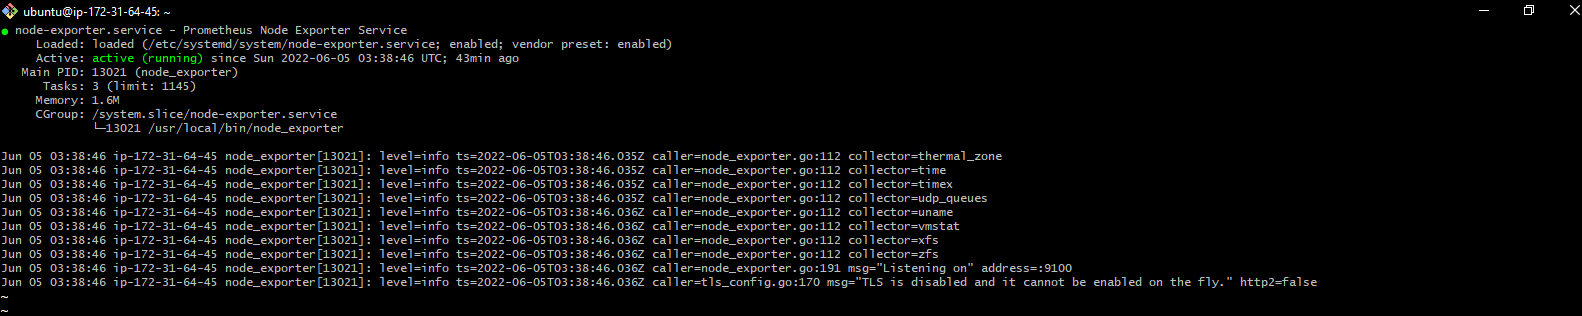 ubuntu@ip-172-31-64-45: ~
● node-exporter.service - Prometheus Node Exporter Service
Loaded: loaded (/etc/systemd/system/node-exporter.service; enabled; vendor preset: enabled)
Active: active (running) since Sun 2022-06-05 03:38:46 UTC; 43min ago
Main PID: 13021 (node_exporter)
Tasks: 3 (limit: 1145)
Memory: 1.6M
CGroup: /system.slice/node-exporter.service
└─13021 /usr/local/bin/node_exporter
Jun 05 03:38:46 ip-172-31-64-45 node_exporter[13021]: level=info ts=2022-06-05T03:38:46.035Z caller=node_exporter.go:112 collector=thermal_zone
Jun 05 03:38:46 ip-172-31-64-45 node_exporter[13021]: level=info ts=2022-06-05T03:38:46.035Z caller=node_exporter.go:112 collector=time
Jun 05 03:38:46 ip-172-31-64-45 node_exporter[13021]: level=info ts=2022-06-05T03:38:46.035Z caller=node_exporter.go:112 collector=timex
Jun 05 03:38:46 ip-172-31-64-45 node_exporter[13021]: level=info ts=2022-06-05T03:38:46.035Z caller=node_exporter.go:112 collector=udp_queues
Jun 05 03:38:46 ip-172-31-64-45 node_exporter[13021]: level=info ts=2022-06-05T03:38:46.036Z caller=node_exporter.go:112 collector=uname
Jun 05 03:38:46 ip-172-31-64-45 node_exporter[13021]: level=info ts=2022-06-05T03:38:46.036Z caller=node_exporter.go:112 collector=vmstat
Jun 05 03:38:46 ip-172-31-64-45 node_exporter[13021]: level=info ts=2022-06-05T03:38:46.036Z caller=node_exporter.go:112 collector=xfs
Jun 05 03:38:46 ip-172-31-64-45 node_exporter[13021]: level=info ts=2022-06-05T03:38:46.036Z caller=node_exporter.go:112 collector=zfs
Jun 05 03:38:46 ip-172-31-64-45 node_exporter[13021]: level=info ts=2022-06-05T03:38:46.036Z caller=node_exporter.go:191 msg="Listening on" address=:9100
Jun 05 03:38:46 ip-172-31-64-45 node_exporter[13021]: level=info ts=2022-06-05T03:38:46.036Z caller=tls_config.go:170 msg="TLS is disabled and it cannot be enabled on the fly." http2=false
~
~